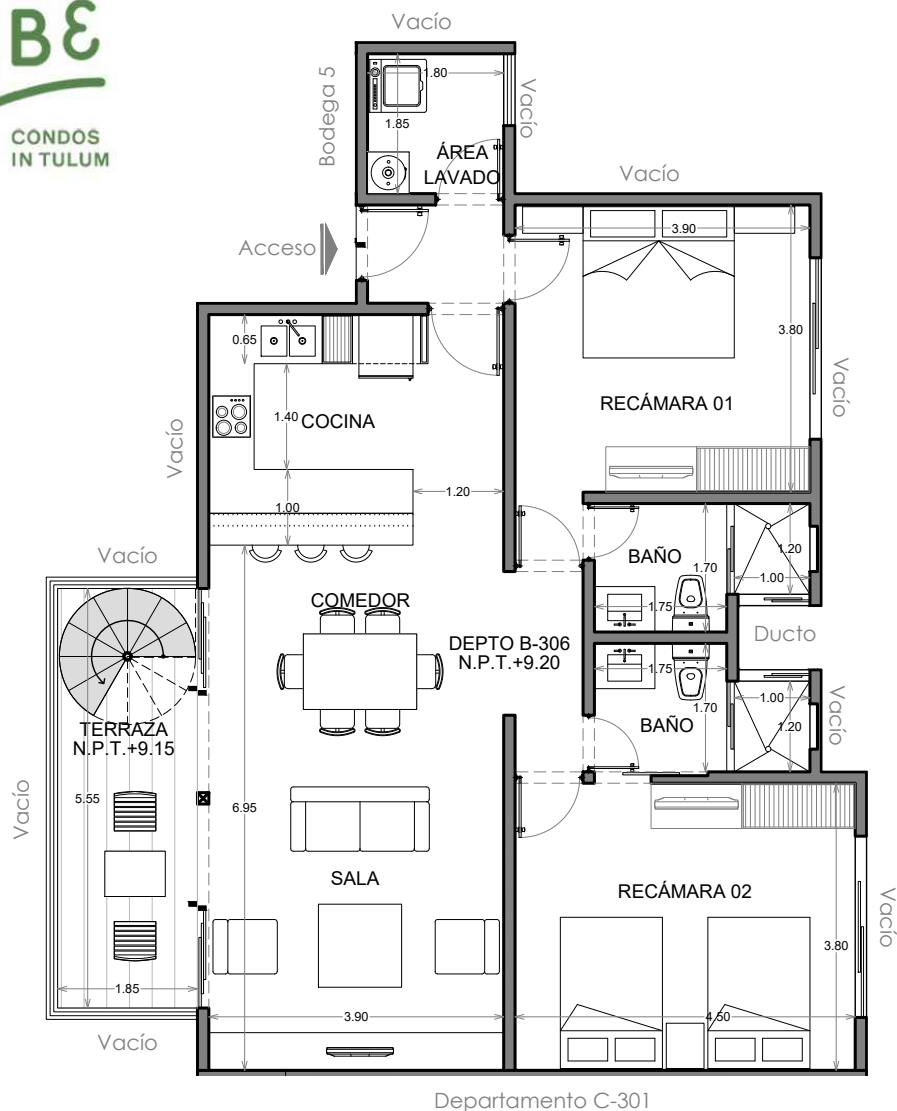 BE
CONDOS
IN TULUM
Vacío
Bodega 5
1.80
1.85
Vacío
ÁREA
LAVADO
Vacío
Acceso
3.90
3.80
0.65
1.40
COCINA
RECÁMARA 01
Vacío
Vacío
1.20
1.00
BAÑO
1.70
1.20
1.00
1.75
Vacío
COMEDOR
DEPTO B-306
N.P.T.+9.20
Ducto
1.75
1.00
1.70
BAÑO
1.20
Vacío
TERRAZA
N.P.T.+9.15
Vacío
5.55
6.95
SALA
RECÁMARA 02
Vacío
3.80
1.85
3.90
4.50
Vacío
Departamento C-301